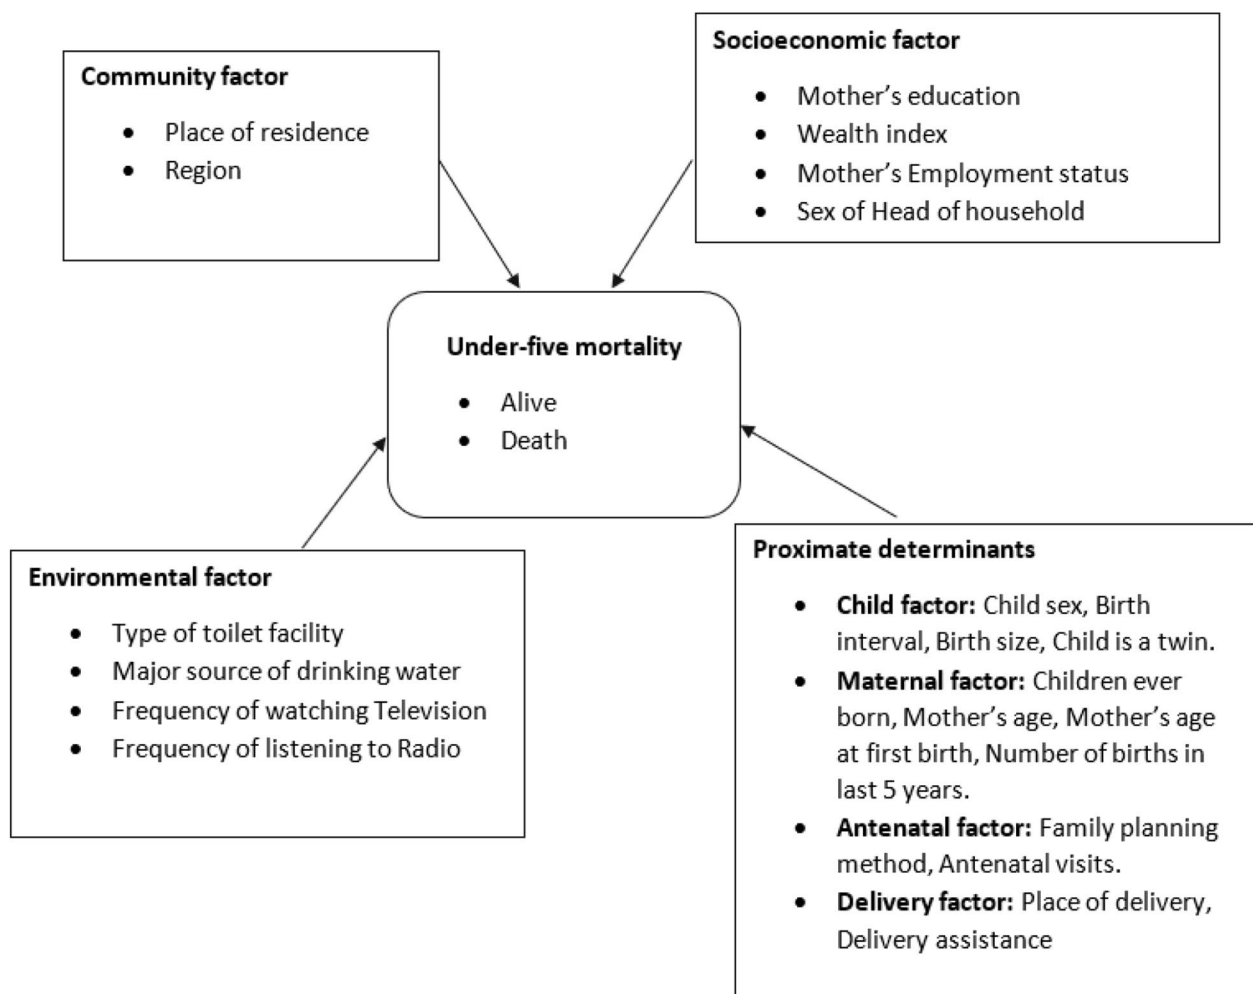 Community factor
• Place of residence
• Region
Socioeconomic factor
• Mother’s education
• Wealth index
• Mother’s Employment status
• Sex of Head of household
Under-five mortality
• Alive
• Death
Environmental factor
• Type of toilet facility
• Major source of drinking water
• Frequency of watching Television
• Frequency of listening to Radio
Proximate determinants
• Child factor: Child sex, Birth
interval, Birth size, Child is a twin.
• Maternal factor: Children ever
born, Mother’s age, Mother’s age
at first birth, Number of births in
last 5 years.
• Antenatal factor: Family planning
method, Antenatal visits.
• Delivery factor: Place of delivery,
Delivery assistance